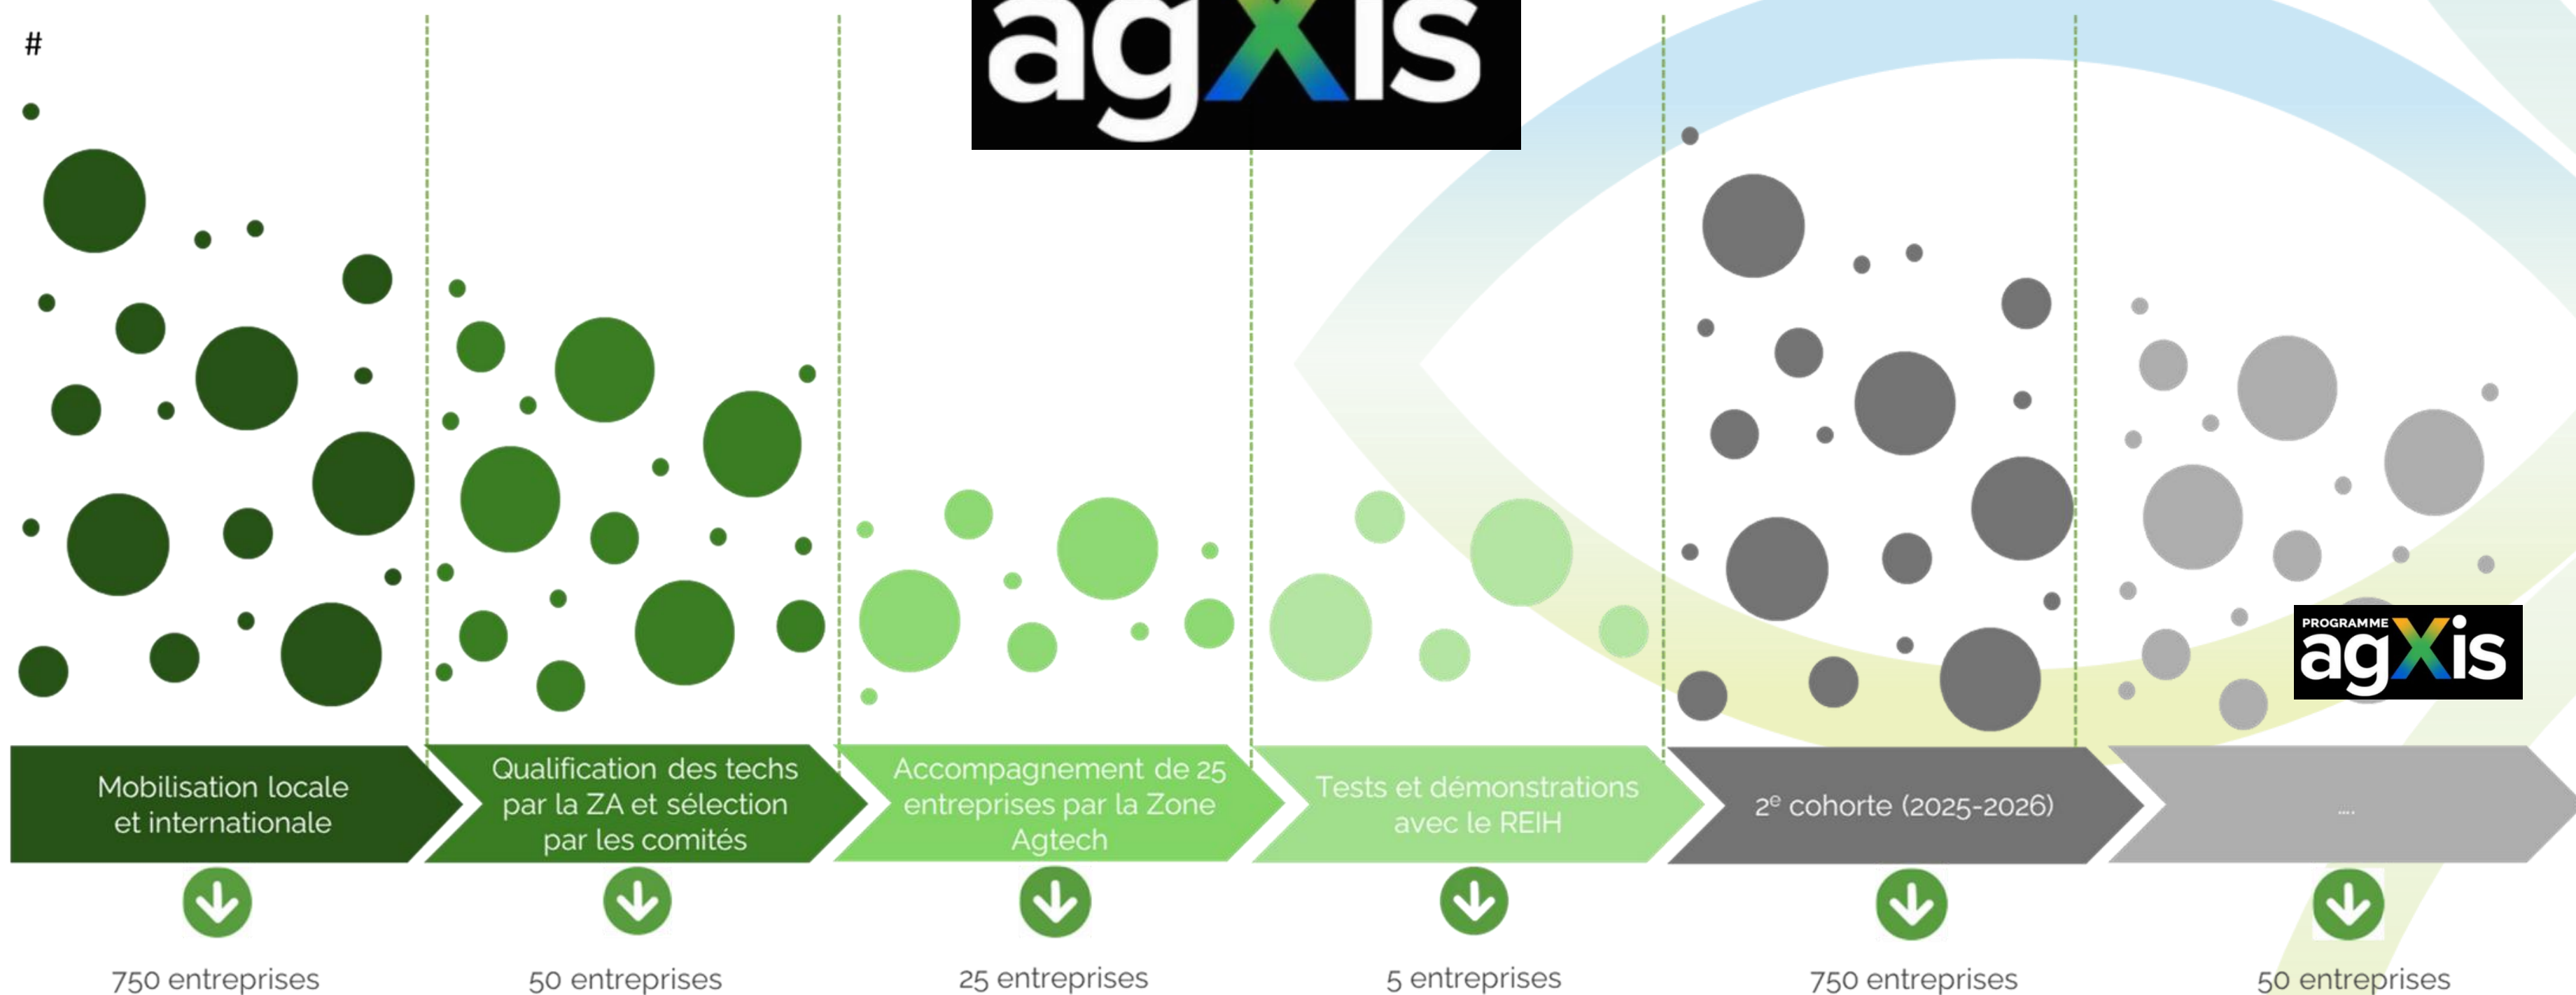 agXis
#
PROGRAMME
agXis
Mobilisation locale
et internationale
Qualification des techs
par la ZA et sélection
par les comités
Accompagnement de 25
entreprises par la Zone
Agtech
Tests et démonstrations
avec le REIH
2e cohorte (2025-2026)
....
750 entreprises
50 entreprises
25 entreprises
5 entreprises
750 entreprises
50 entreprises